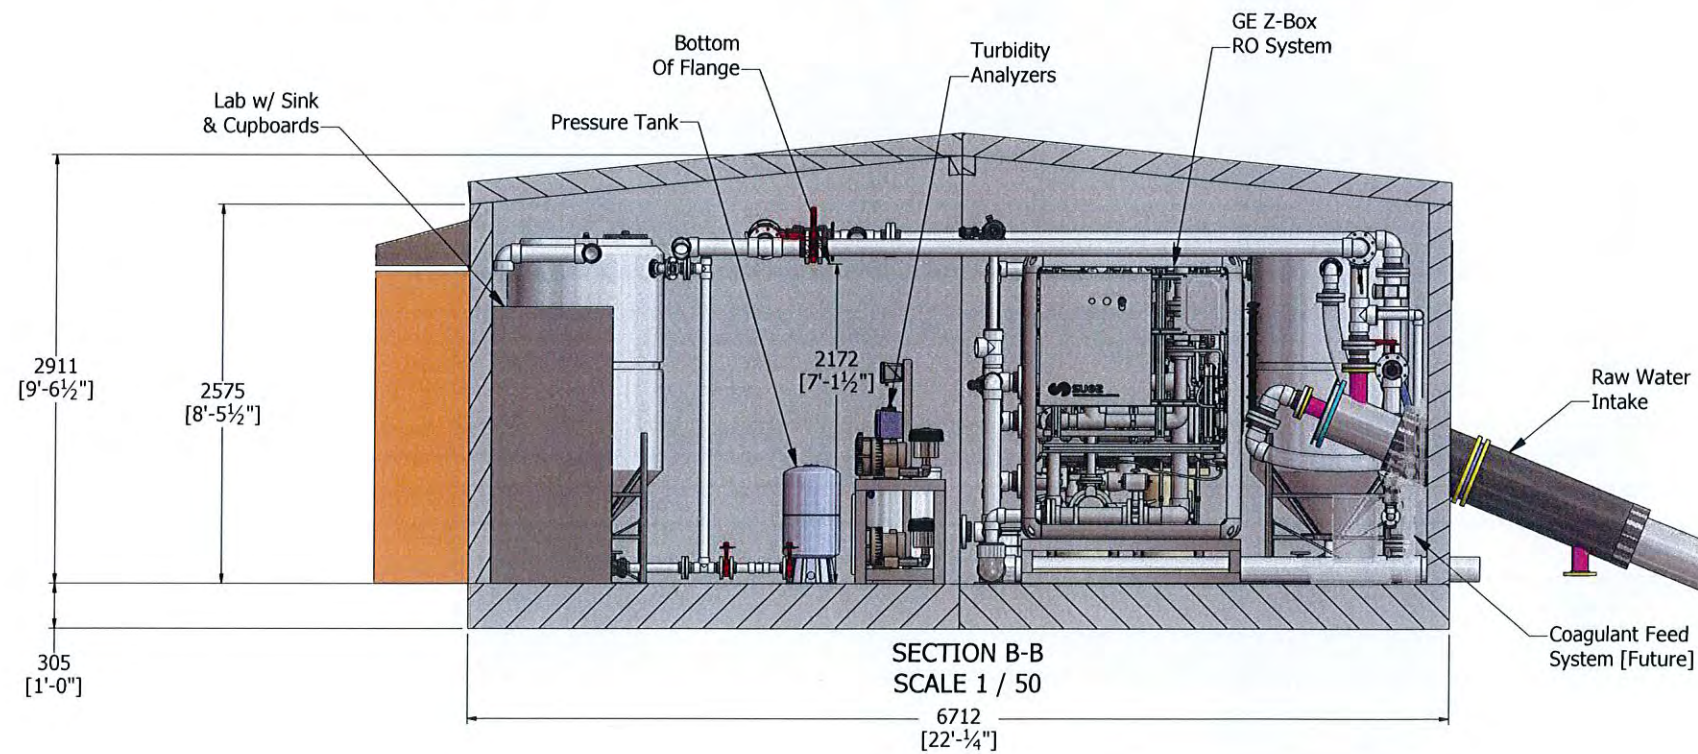 GE Z-Box
RO System
Bottom
Of Flange
Turbidity
Analyzers
Lab w/ Sink
& Cupboards
Pressure Tank
2911
[9'-6½"]
2575
[8'-5½"]
2172
[7'-1½"]
suez
Raw Water
Intake
Coagulant Feed
System [Future]
305
[1'-0"]
SECTION B-B
SCALE 1 / 50
6712
[22'-¼"]